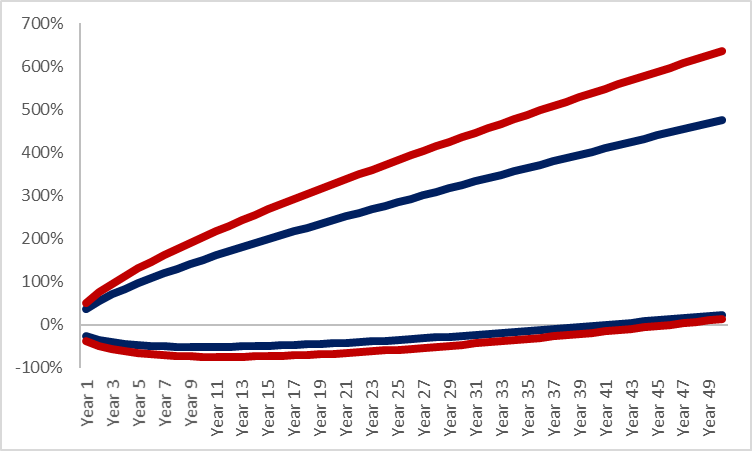 700%
600%
500%
400%
300%
200%
100%
0%
-100%
Year 1
Year 3
Year 5
Year 7
Year 9
Year 11
Year 13
Year 15
Year 17
Year 19
Year 21
Year 23
Year 25
Year 27
Year 29
Year 31
Year 33
Year 35
Year 37
Year 39
Year 41
Year 43
Year 45
Year 47
Year 49